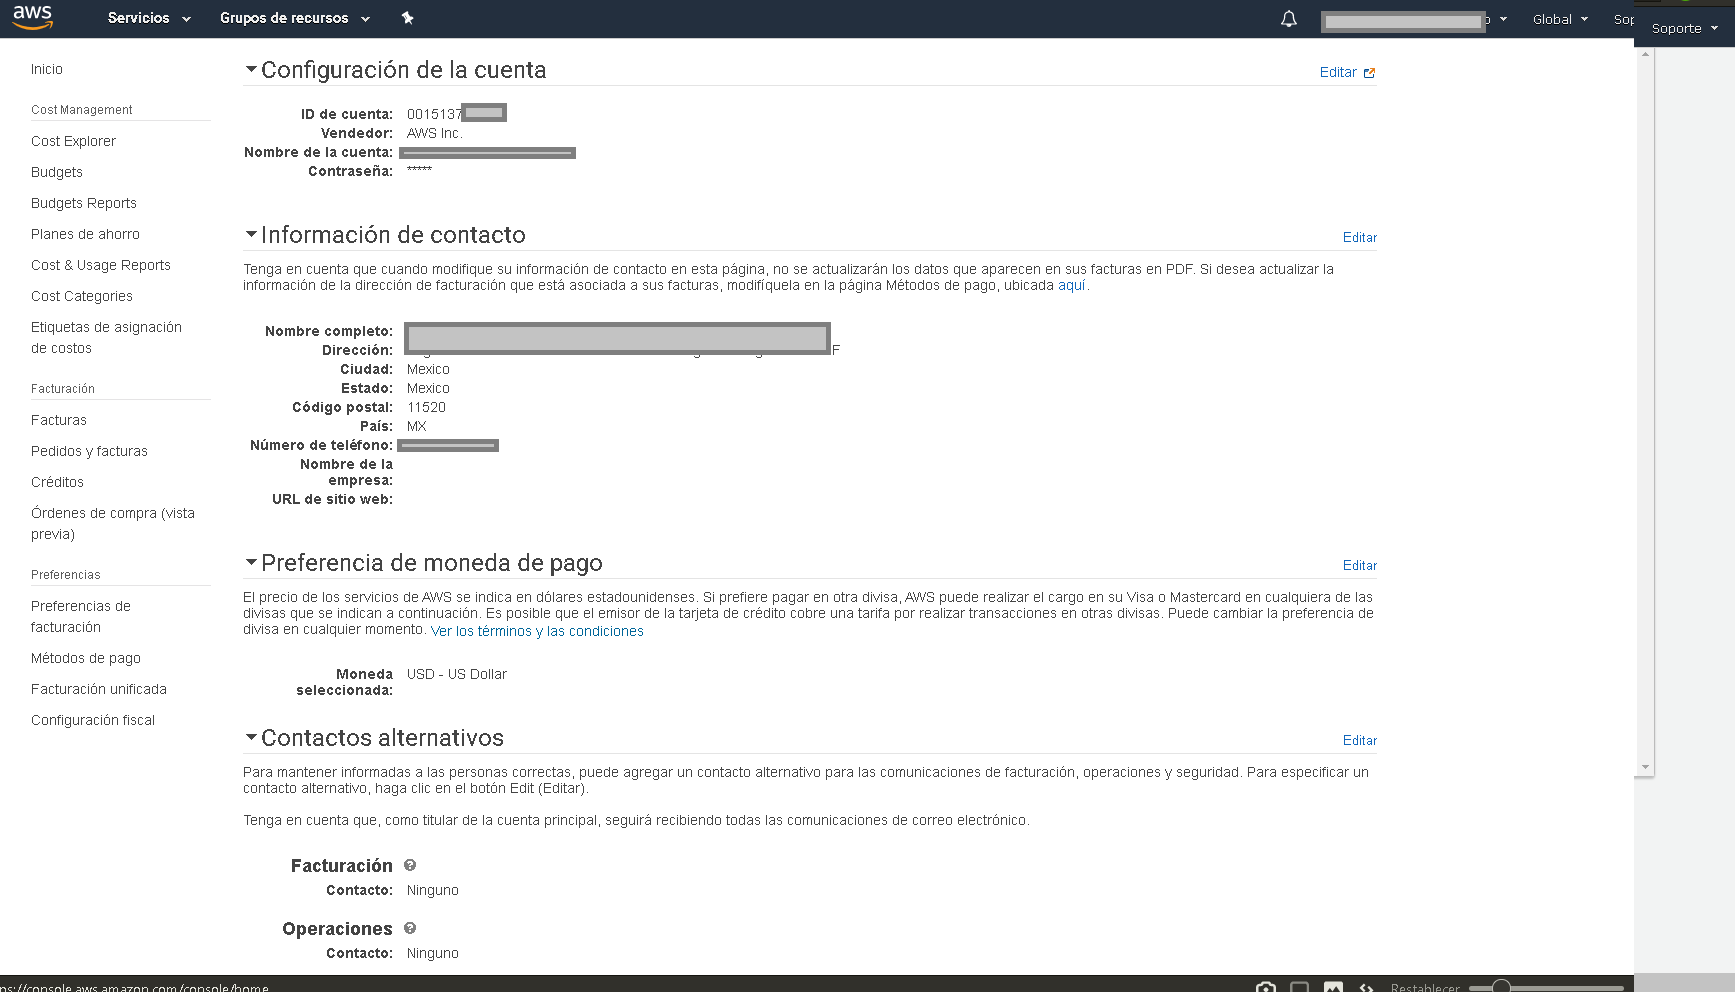 aws
Servicios
Grupos de recursos
Global
Soporte
Inicio
Cost Management
Cost Explorer
Budgets
Budgets Reports
Planes de ahorro
Cost & Usage Reports
Cost Categories
Etiquetas de asignación
de costos
Facturación
Facturas
Pedidos y facturas
Créditos
Órdenes de compra (vista
previa)
Preferencias
Preferencias de
facturación
Métodos de pago
Facturación unificada
Configuración fiscal
Configuración de la cuenta
Editar
ID de cuenta: 0015137
Vendedor: AWS Inc.
Nombre de la cuenta:
Contraseña: *****
Información de contacto
Editar
Tenga en cuenta que cuando modifique su información de contacto en esta página, no se actualizarán los datos que aparecen en sus facturas en PDF. Si desea actualizar la
información de la dirección de facturación que está asociada a sus facturas, modifíquela en la página Métodos de pago, ubicada aquí.
Nombre completo:
Dirección: F
Ciudad: Mexico
Estado: Mexico
Código postal: 11520
País: MX
Número de teléfono:
Nombre de la
empresa:
URL de sitio web:
Preferencia de moneda de pago
Editar
El precio de los servicios de AWS se indica en dólares estadounidenses. Si prefiere pagar en otra divisa, AWS puede realizar el cargo en su Visa o Mastercard en cualquiera de las
divisas que se indican a continuación. Es posible que el emisor de la tarjeta de crédito cobre una tarifa por realizar transacciones en otras divisas. Puede cambiar la preferencia de
divisa en cualquier momento. Ver los términos y las condiciones
Moneda USD - US Dollar
seleccionada:
Contactos alternativos
Editar
Para mantener informadas a las personas correctas, puede agregar un contacto alternativo para las comunicaciones de facturación, operaciones y seguridad. Para especificar un
contacto alternativo, haga clic en el botón Edit (Editar).
Tenga en cuenta que, como titular de la cuenta principal, seguirá recibiendo todas las comunicaciones de correo electrónico.
Facturación
Contacto: Ninguno
Operaciones
Contacto: Ninguno
ps://console.aws.amazon.com/console/home
Restablecer